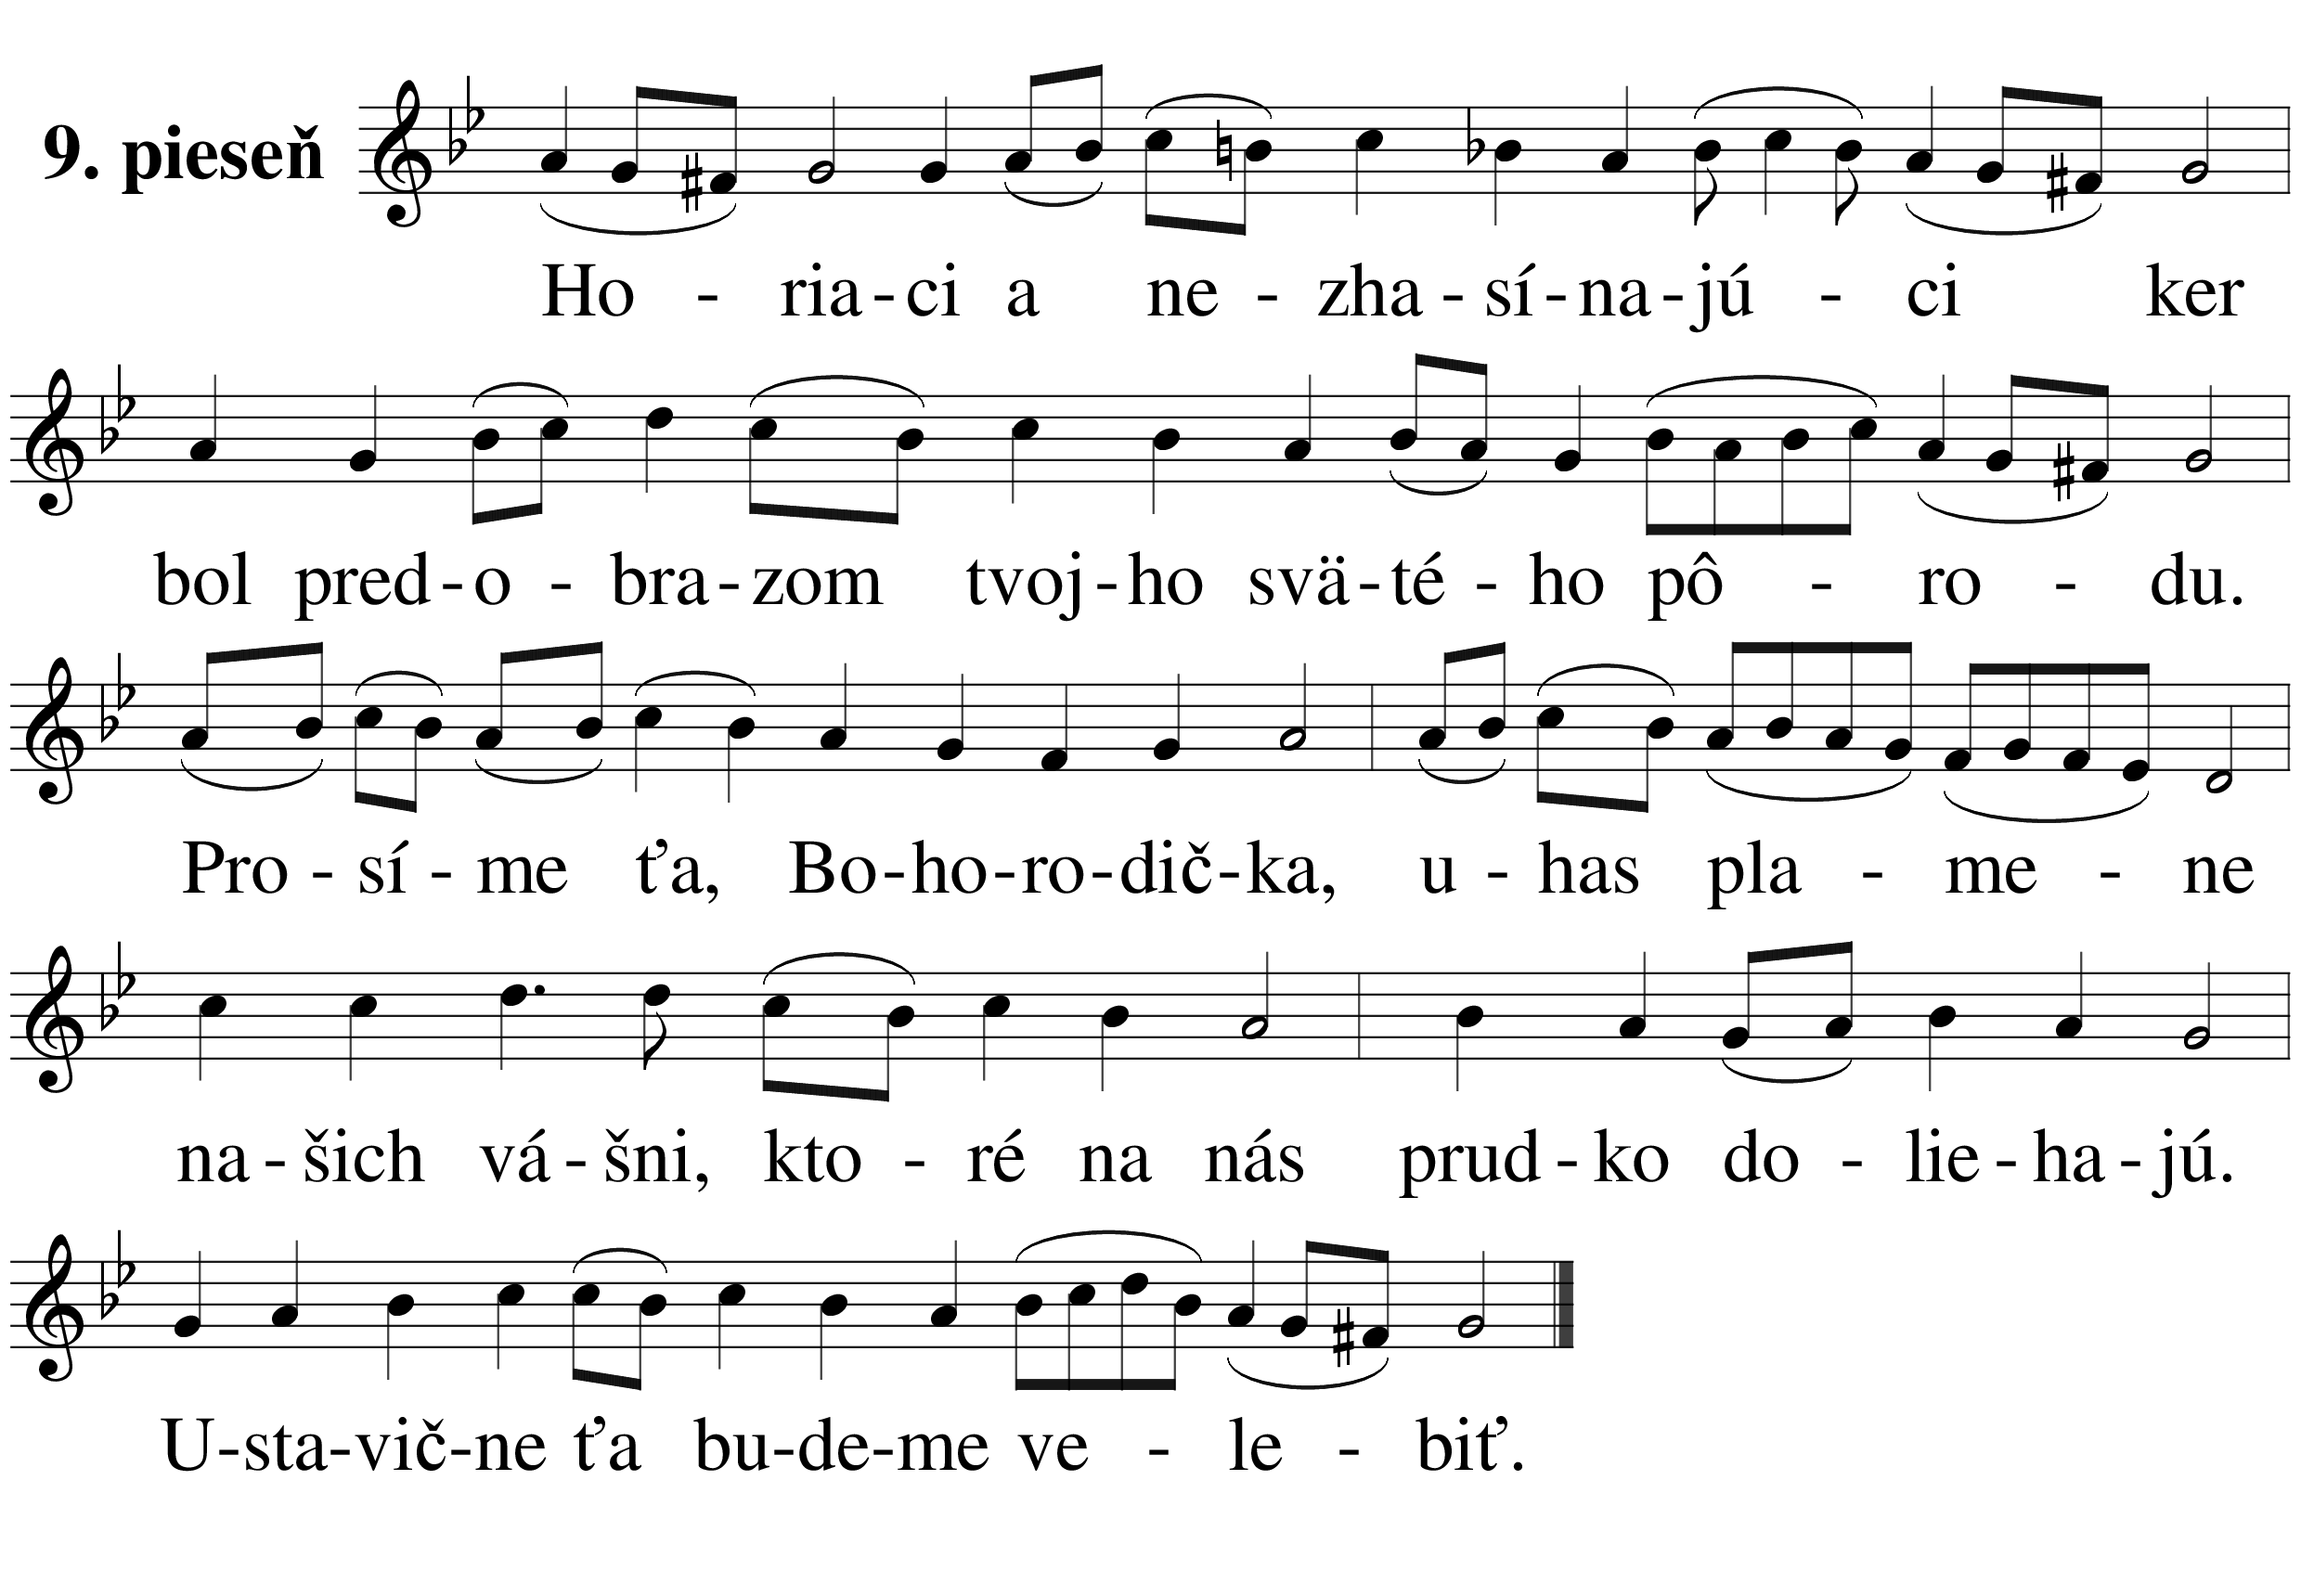 9. pieseň
Ho - ria-ci a ne - zha - sí-na-jú - ci ker
bol pred-o - bra-zom tvoj-ho svä-té - ho pô - ro - du.
Pro - sí - me ťa, Bo-ho-ro-dič-ka, u - has pla - me - ne
na-šich vá-šni, kto - ré na nás prud-ko do - lie-ha-jú.
U-sta-vič-ne ťa bu-de-me ve - le - biť.